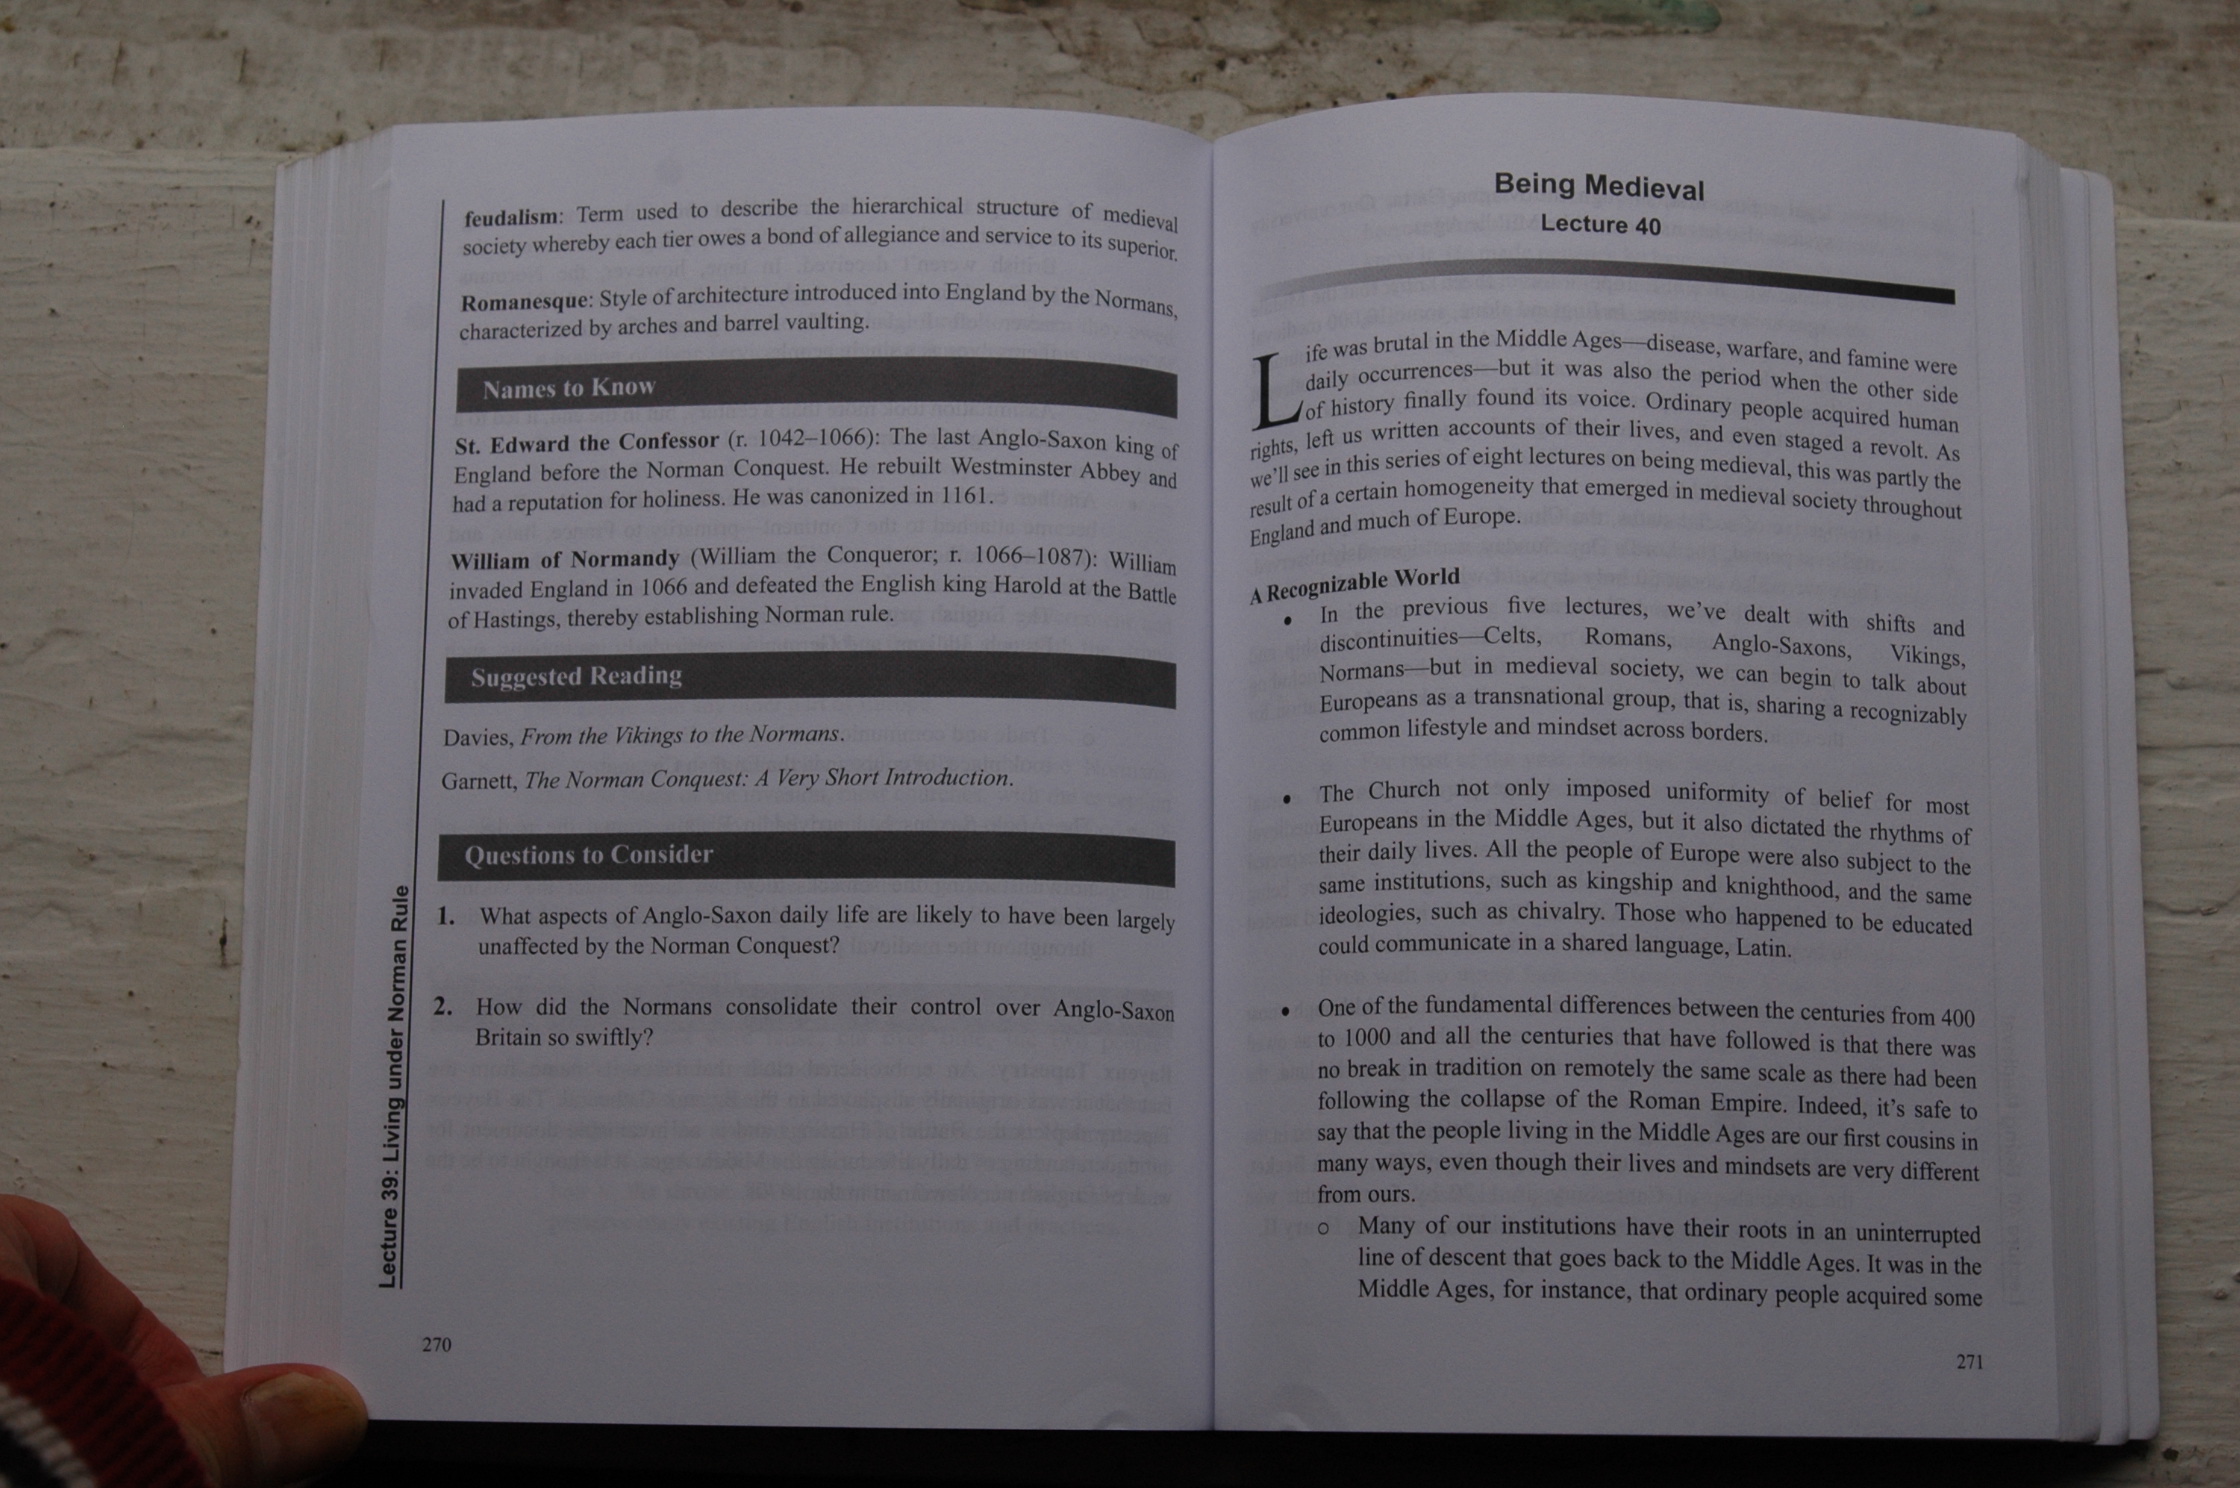 feudalism: Term used to describe the hierarchical structure of medieval
society whereby each tier owes a bond of allegiance and service to its superior.
Romanesque: Style of architecture introduced into England by the Normans,
characterized by arches and barrel vaulting.
Names to Know
St. Edward the Confessor (r. 1042–1066): The last Anglo-Saxon king of
England before the Norman Conquest. He rebuilt Westminster Abbey and
had a reputation for holiness. He was canonized in 1161.
William of Normandy (William the Conqueror; r. 1066–1087): William
invaded England in 1066 and defeated the English king Harold at the Battle
of Hastings, thereby establishing Norman rule.
Suggested Reading
Davies, From the Vikings to the Normans.
Garnett, The Norman Conquest: A Very Short Introduction.
Questions to Consider
1. What aspects of Anglo-Saxon daily life are likely to have been largely
unaffected by the Norman Conquest?
2. How did the Normans consolidate their control over Anglo-Saxon
Britain so swiftly?
Lecture 39: Living under Norman Rule
270
Being Medieval
Lecture 40
Life was brutal in the Middle Ages—disease, warfare, and famine were
daily occurrences—but it was also the period when the other side
of history finally found its voice. Ordinary people acquired human
rights, left us written accounts of their lives, and even staged a revolt. As
we'll see in this series of eight lectures on being medieval, this was partly the
result of a certain homogeneity that emerged in medieval society throughout
England and much of Europe.
A Recognizable World
• In the previous five lectures, we've dealt with shifts and
discontinuities—Celts, Romans, Anglo-Saxons, Vikings,
Normans—but in medieval society, we can begin to talk about
Europeans as a transnational group, that is, sharing a recognizably
common lifestyle and mindset across borders.
• The Church not only imposed uniformity of belief for most
Europeans in the Middle Ages, but it also dictated the rhythms of
their daily lives. All the people of Europe were also subject to the
same institutions, such as kingship and knighthood, and the same
ideologies, such as chivalry. Those who happened to be educated
could communicate in a shared language, Latin.
• One of the fundamental differences between the centuries from 400
to 1000 and all the centuries that have followed is that there was
no break in tradition on remotely the same scale as there had been
following the collapse of the Roman Empire. Indeed, it's safe to
say that the people living in the Middle Ages are our first cousins in
many ways, even though their lives and mindsets are very different
from ours.
o Many of our institutions have their roots in an uninterrupted
line of descent that goes back to the Middle Ages. It was in the
Middle Ages, for instance, that ordinary people acquired some
271